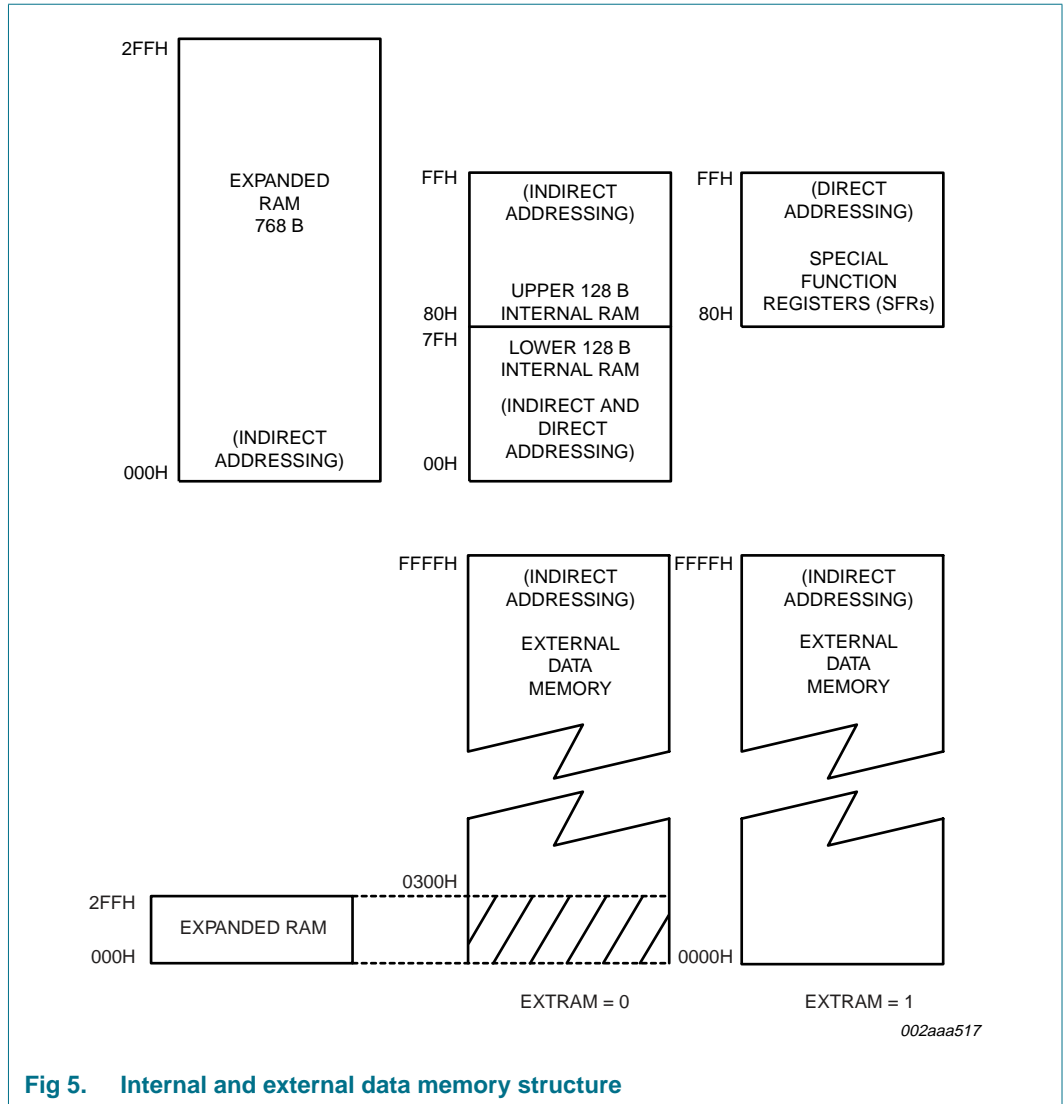 2FFH
EXPANDED
RAM
768 B
(INDIRECT
ADDRESSING)
000H
FFH
(INDIRECT
ADDRESSING)
UPPER 128 B
INTERNAL RAM
80H
7FH
LOWER 128 B
INTERNAL RAM
(INDIRECT AND
DIRECT
ADDRESSING)
00H
FFH
(DIRECT
ADDRESSING)
SPECIAL
FUNCTION
REGISTERS (SFRs)
80H
FFFFH
(INDIRECT
ADDRESSING)
EXTERNAL
DATA
MEMORY
FFFFH
(INDIRECT
ADDRESSING)
EXTERNAL
DATA
MEMORY
2FFH
EXPANDED RAM
000H
0300H
0000H
EXTRAM = 0
EXTRAM = 1
002aaa517
Fig 5. Internal and external data memory structure